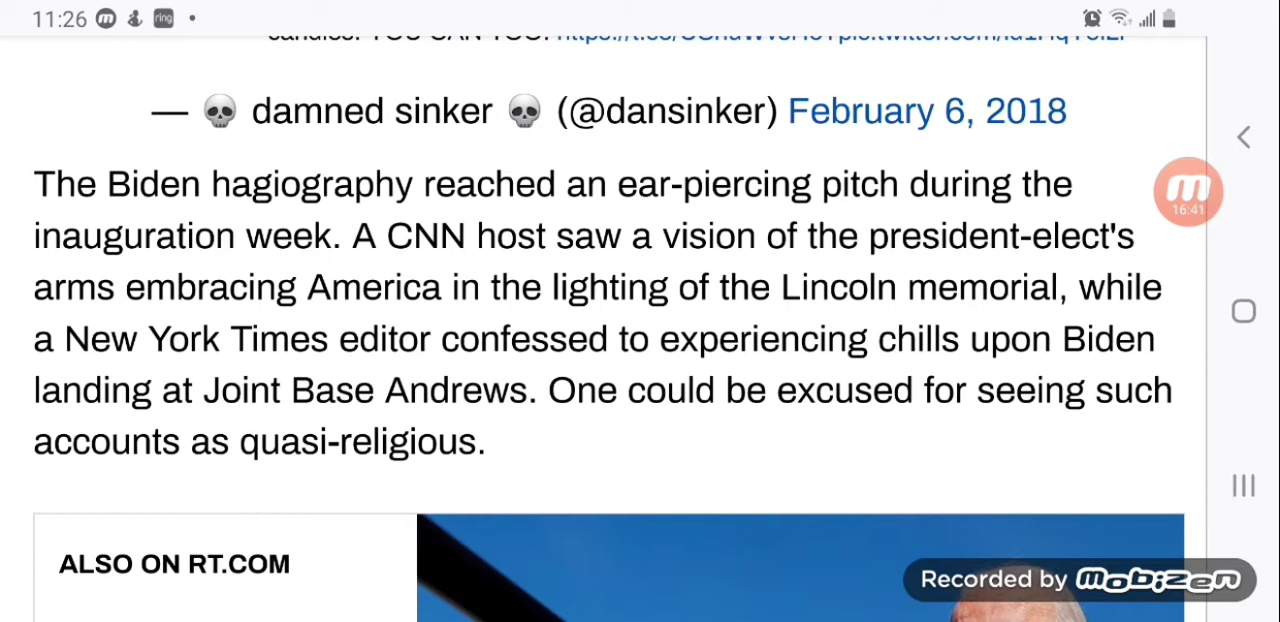 11:26
ring
— 💀 damned sinker 💀 (@dansinker) February 6, 2018
The Biden hagiography reached an ear-piercing pitch during the
inauguration week. A CNN host saw a vision of the president-elect's
arms embracing America in the lighting of the Lincoln memorial, while
a New York Times editor confessed to experiencing chills upon Biden
landing at Joint Base Andrews. One could be excused for seeing such
accounts as quasi-religious.
16:41
ALSO ON RT.COM
Recorded by mobizen